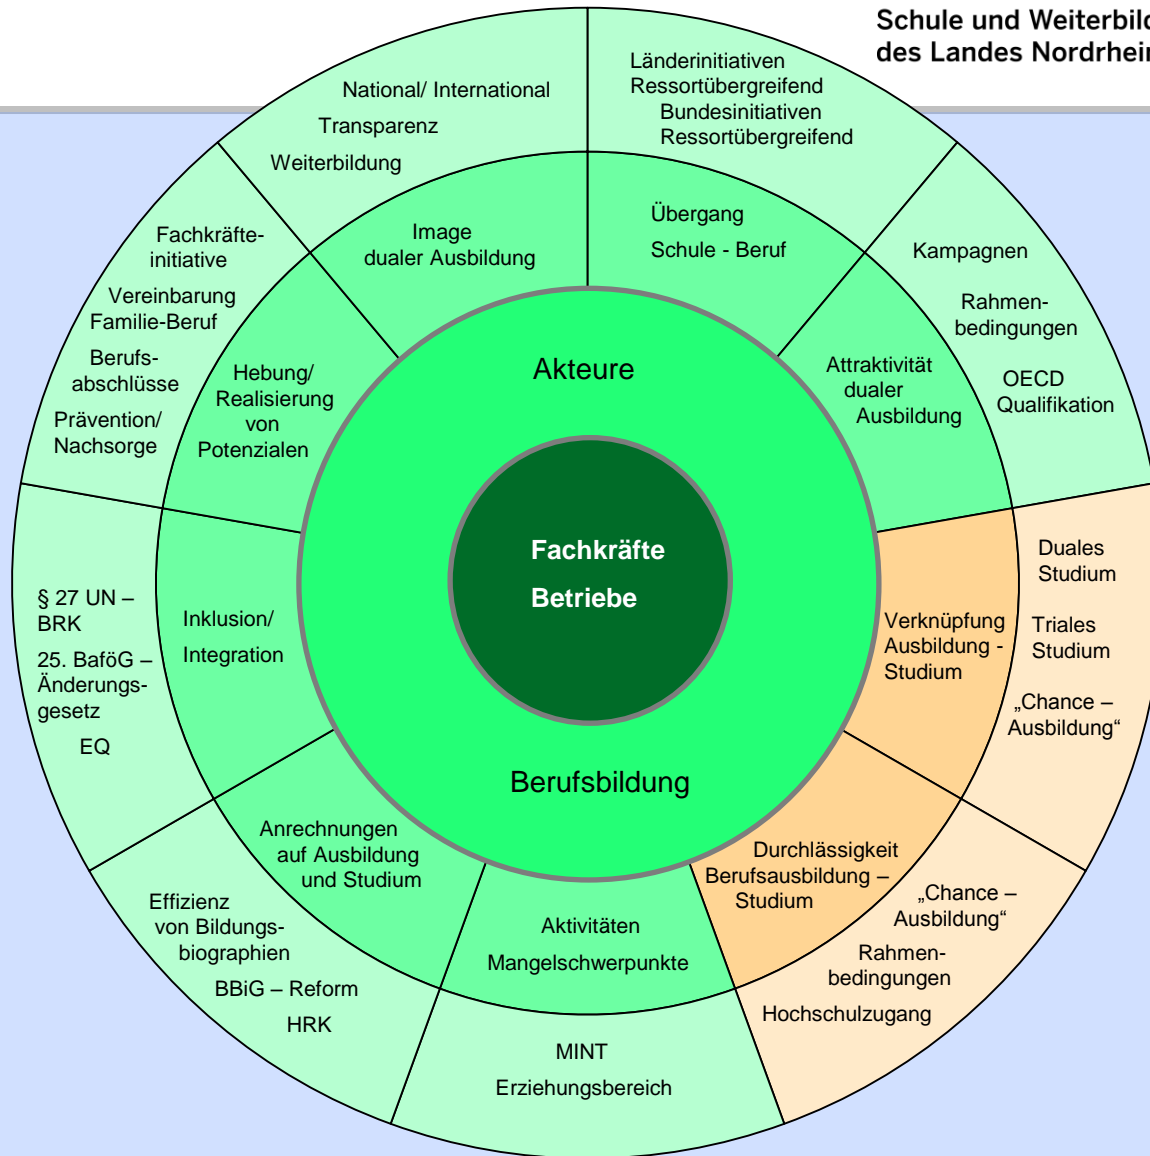 Schule und Weiterbild
des Landes Nordrhei
Länderinitiativen
Ressortübergreifend
Bundesinitiativen
Ressortübergreifend
Übergang
Schule - Beruf
Kampagnen
Rahmen-
bedingungen
OECD
Qualifikation
Attraktivität
dualer
Ausbildung
Duales
Studium
Triales
Studium
„Chance –
Ausbildung“
Verknüpfung
Ausbildung -
Studium
„Chance –
Ausbildung“
Rahmen-
bedingungen
Hochschulzugang
Durchlässigkeit
Berufsausbildung –
Studium
Aktivitäten
Mangelschwerpunkte
MINT
Erziehungsbereich
Anrechnungen
auf Ausbildung
und Studium
Effizienz
von Bildungs-
biographien
BBiG – Reform
HRK
Inklusion/
Integration
§ 27 UN –
BRK
25. BaföG –
Änderungs-
gesetz
EQ
Hebung/
Realisierung
von
Potenzialen
Fachkräfte-
initiative
Vereinbarung
Familie-Beruf
Berufs-
abschlüsse
Prävention/
Nachsorge
Image
dualer Ausbildung
National/ International
Transparenz
Weiterbildung
Akteure
Fachkräfte
Betriebe
Berufsbildung